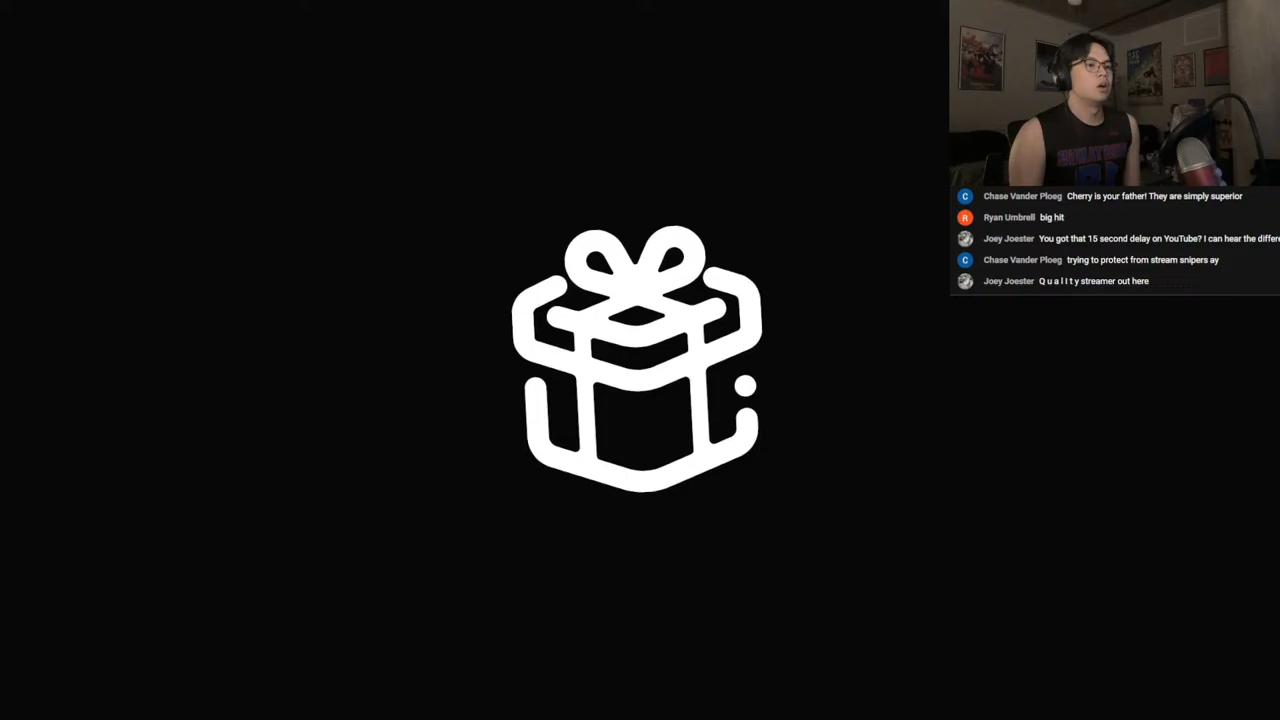 Chase Vander Ploeg Cherry is your father! They are simply superior
Ryan Umbrell big hit
Joey Joester You got that 15 second delay on YouTube? I can hear the differe
Chase Vander Ploeg trying to protect from stream snipers ay
Joey Joester Q u a l I t y streamer out here